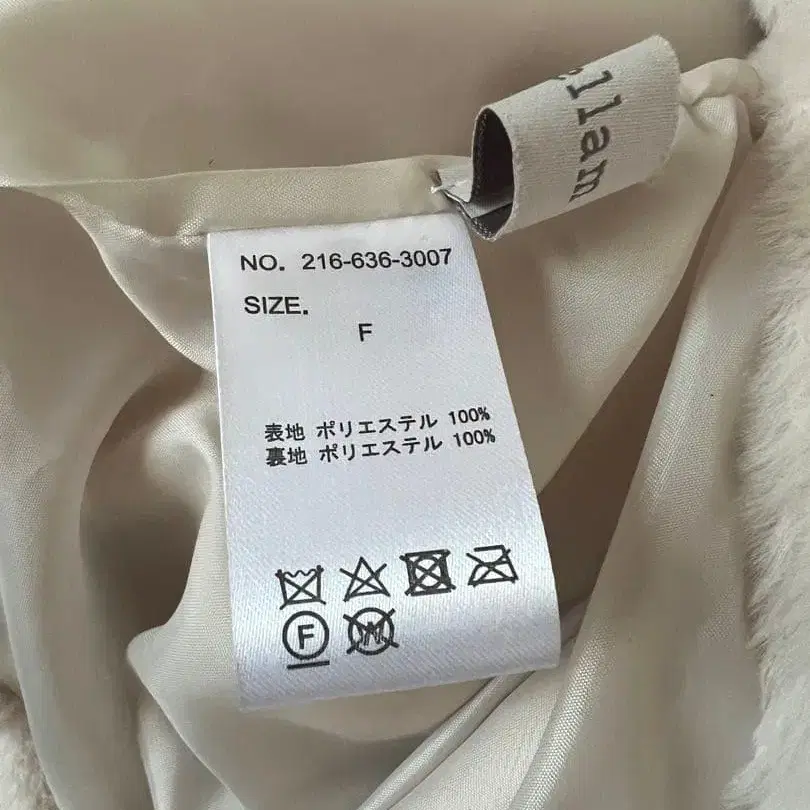 ellam
NO. 216-636-3007
SIZE.
F
表地 ポリエステル 100%
裏地 ポリエステル 100%
F W